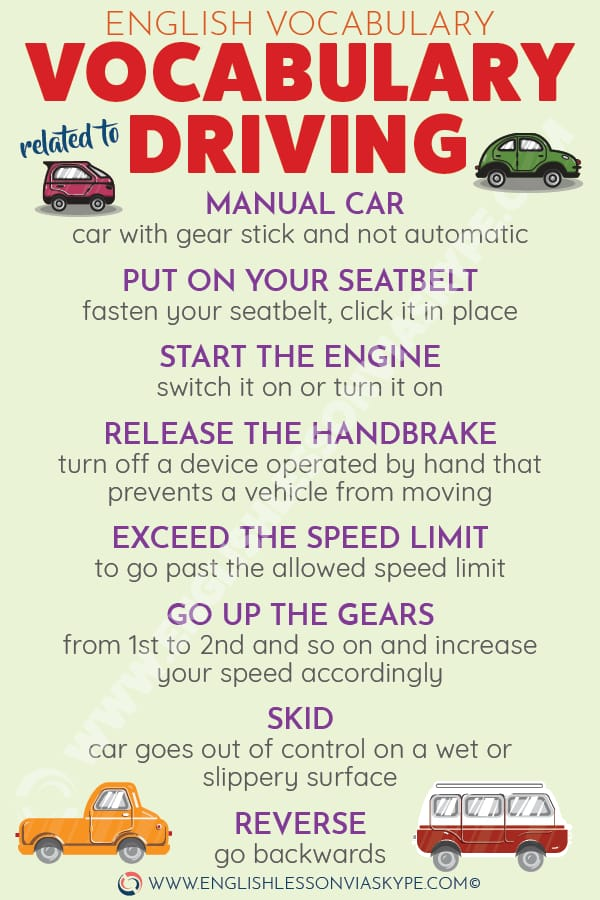 ENGLISH VOCABULARY
VOCABULARY
related to DRIVING
MANUAL CAR
car with gear stick and not automatic
PUT ON YOUR SEATBELT
fasten your seatbelt, click it in place
START THE ENGINE
switch it on or turn it on
RELEASE THE HANDBRAKE
turn off a device operated by hand that
prevents a vehicle from moving
EXCEED THE SPEED LIMIT
to go past the allowed speed limit
GO UP THE GEARS
from 1st to 2nd and so on and increase
your speed accordingly
SKID
car goes out of control on a wet or
slippery surface
REVERSE
go backwards
WWW.ENGLISHLESSONVIASKYPE.COM©
WWW.ENGLISHLESSONVIASKYPE.COM